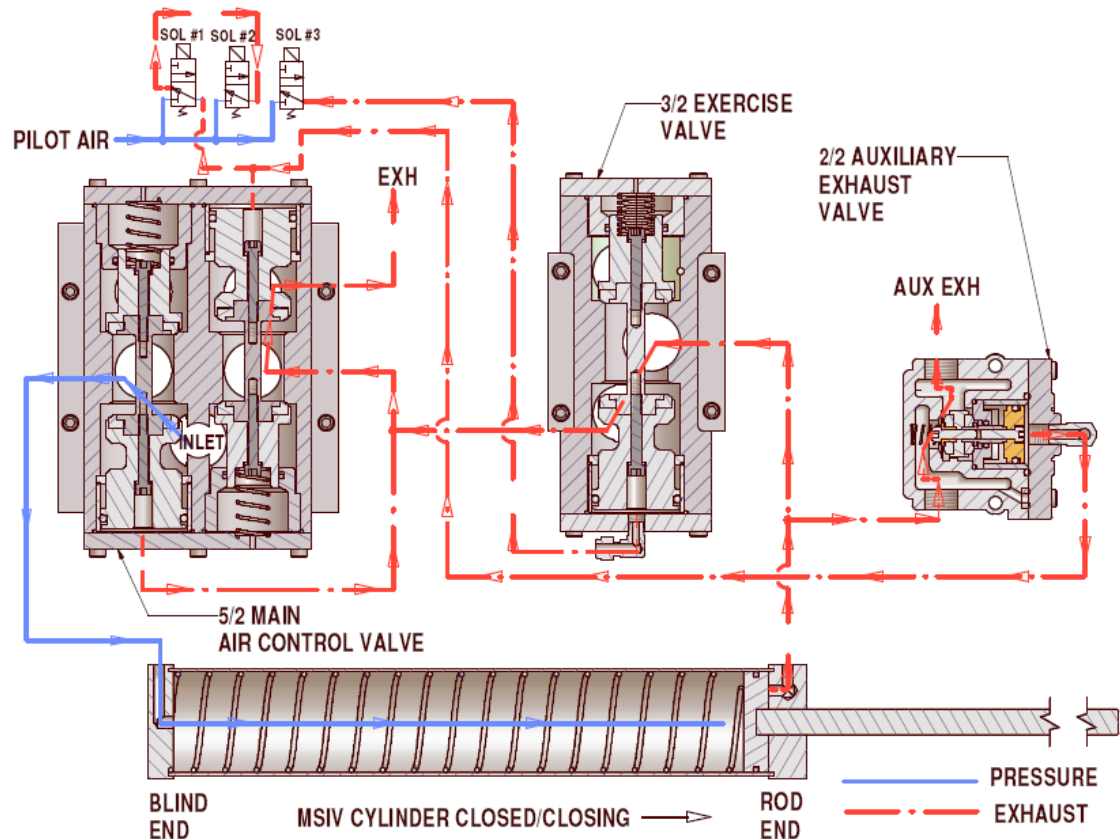 SOL #1
SOL #2
SOL #3
PILOT AIR
EXH
3/2 EXERCISE
VALVE
2/2 AUXILIARY
EXHAUST
VALVE
AUX EXH
INLET
5/2 MAIN
AIR CONTROL VALVE
BLIND
END
MSIV CYLINDER CLOSED/CLOSING
ROD
END
PRESSURE
EXHAUST